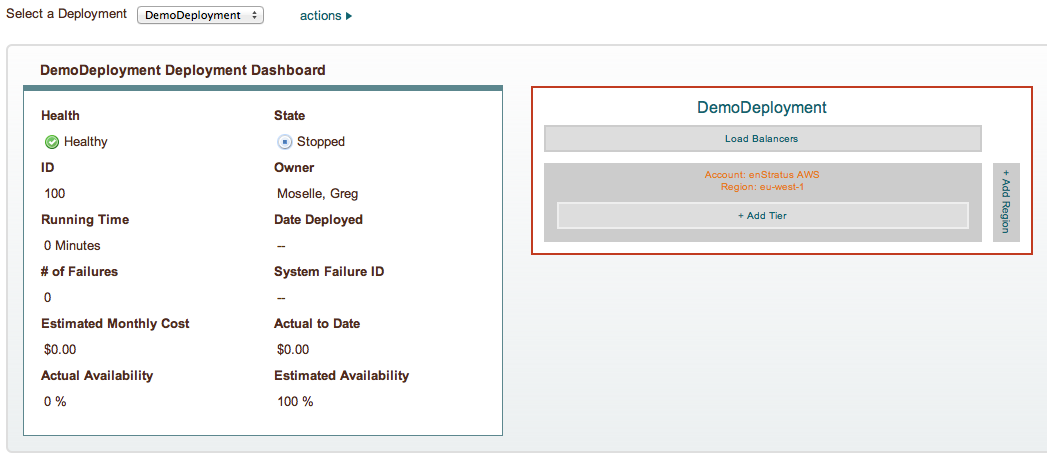 Select a Deployment DemoDeployment actions
DemoDeployment Deployment Dashboard
Health State
Healthy Stopped
ID Owner
100 Moselle, Greg
Running Time Date Deployed
0 Minutes --
# of Failures System Failure ID
0 --
Estimated Monthly Cost Actual to Date
$0.00 $0.00
Actual Availability Estimated Availability
0 % 100 %
DemoDeployment
Load Balancers
Account: enStratus AWS
Region: eu-west-1
+ Add Tier
+ Add Region